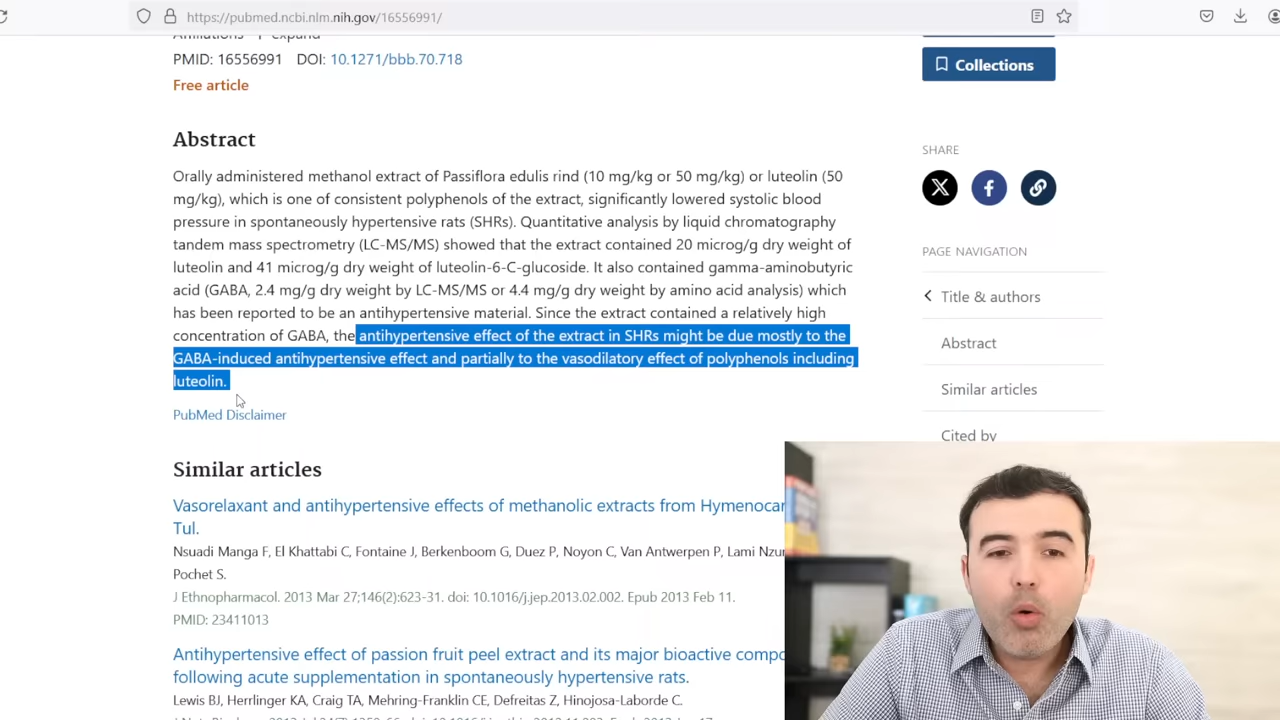 https://pubmed.ncbi.nlm.nih.gov/16556991/
Affiliations + expand
PMID: 16556991 DOI: 10.1271/bbb.70.718
Free article
Collections
Abstract
Orally administered methanol extract of Passiflora edulis rind (10 mg/kg or 50 mg/kg) or luteolin (50
mg/kg), which is one of consistent polyphenols of the extract, significantly lowered systolic blood
pressure in spontaneously hypertensive rats (SHRs). Quantitative analysis by liquid chromatography
tandem mass spectrometry (LC-MS/MS) showed that the extract contained 20 microg/g dry weight of
luteolin and 41 microg/g dry weight of luteolin-6-C-glucoside. It also contained gamma-aminobutyric
acid (GABA, 2.4 mg/g dry weight by LC-MS/MS or 4.4 mg/g dry weight by amino acid analysis) which
has been reported to be an antihypertensive material. Since the extract contained a relatively high
concentration of GABA, the antihypertensive effect of the extract in SHRs might be due mostly to the
GABA-induced antihypertensive effect and partially to the vasodilatory effect of polyphenols including
luteolin.
PubMed Disclaimer
SHARE
PAGE NAVIGATION
Title & authors
Abstract
Similar articles
Cited by
Similar articles
Vasorelaxant and antihypertensive effects of methanolic extracts from Hymenocar
Tul.
Nsuadi Manga F, El Khattabi C, Fontaine J, Berkenboom G, Duez P, Noyon C, Van Antwerpen P, Lami Nzu
Pochet S.
J Ethnopharmacol. 2013 Mar 27;146(2):623-31. doi: 10.1016/j.jep.2013.02.002. Epub 2013 Feb 11.
PMID: 23411013
Antihypertensive effect of passion fruit peel extract and its major bioactive compo
following acute supplementation in spontaneously hypertensive rats.
Lewis BJ, Herrlinger KA, Craig TA, Mehring-Franklin CE, Defreitas Z, Hinojosa-Laborde C.